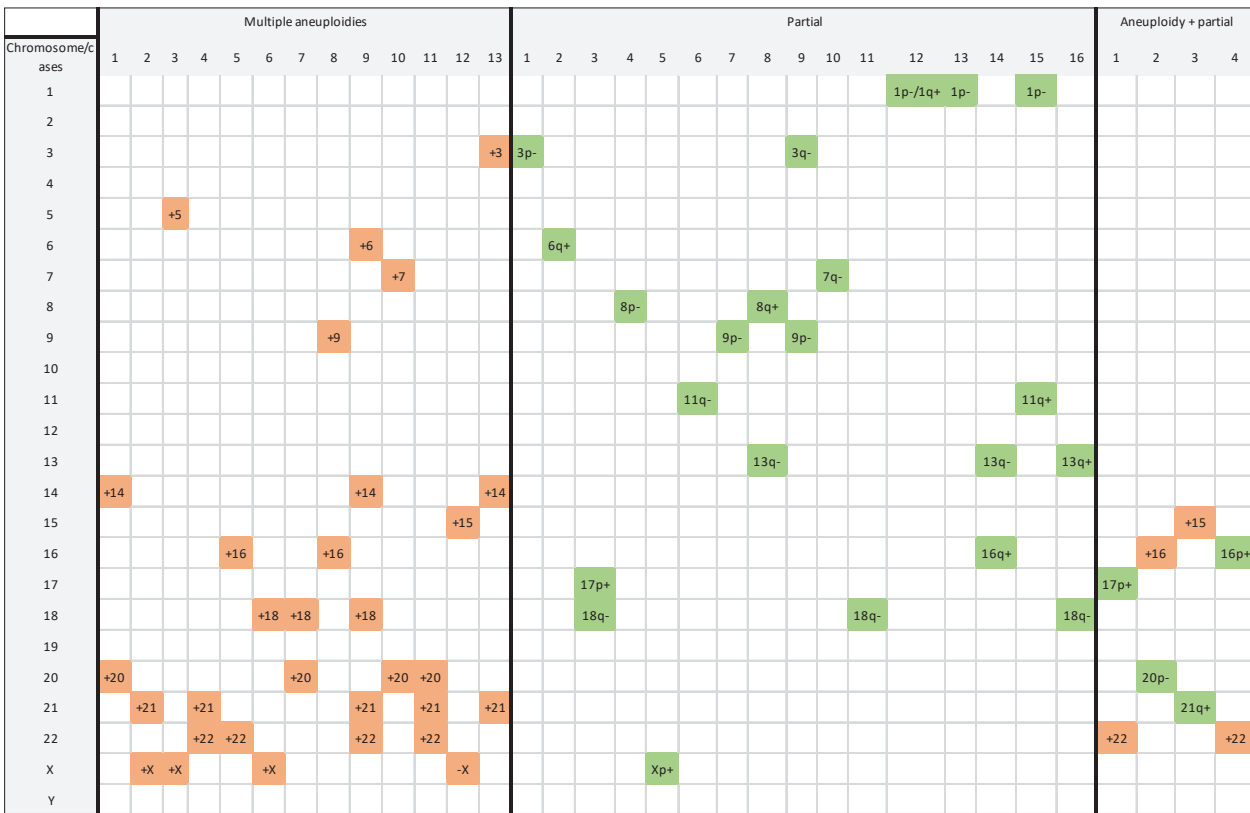 Multiple aneuploidies Partial Aneuploidy + partial
Chromosome/c
ases 1 2 3 4 5 6 7 8 9 10 11 12 13 1 2 3 4 5 6 7 8 9 10 11 12 13 14 15 16 1 2 3 4
1 1p-/1q+ 1p- 1p-
2
3 +3 3p- 3q-
4
5 +5
6 +6 6q+
7 +7 7q-
8 8p- 8q+
9 +9 9p- 9p-
10
11 11q- 11q+
12
13 13q- 13q- 13q+
14 +14 +14 +14
15 +15 +15
16 +16 +16 16q+ +16 16p+
17 17p+ 17p+
18 +18 +18 +18 18q- 18q- 18q-
19
20 +20 +20 +20 +20 20p-
21 +21 +21 +21 +21 +21 21q+
22 +22 +22 +22 +22 +22 +22
X +X +X +X -X Xp+
Y